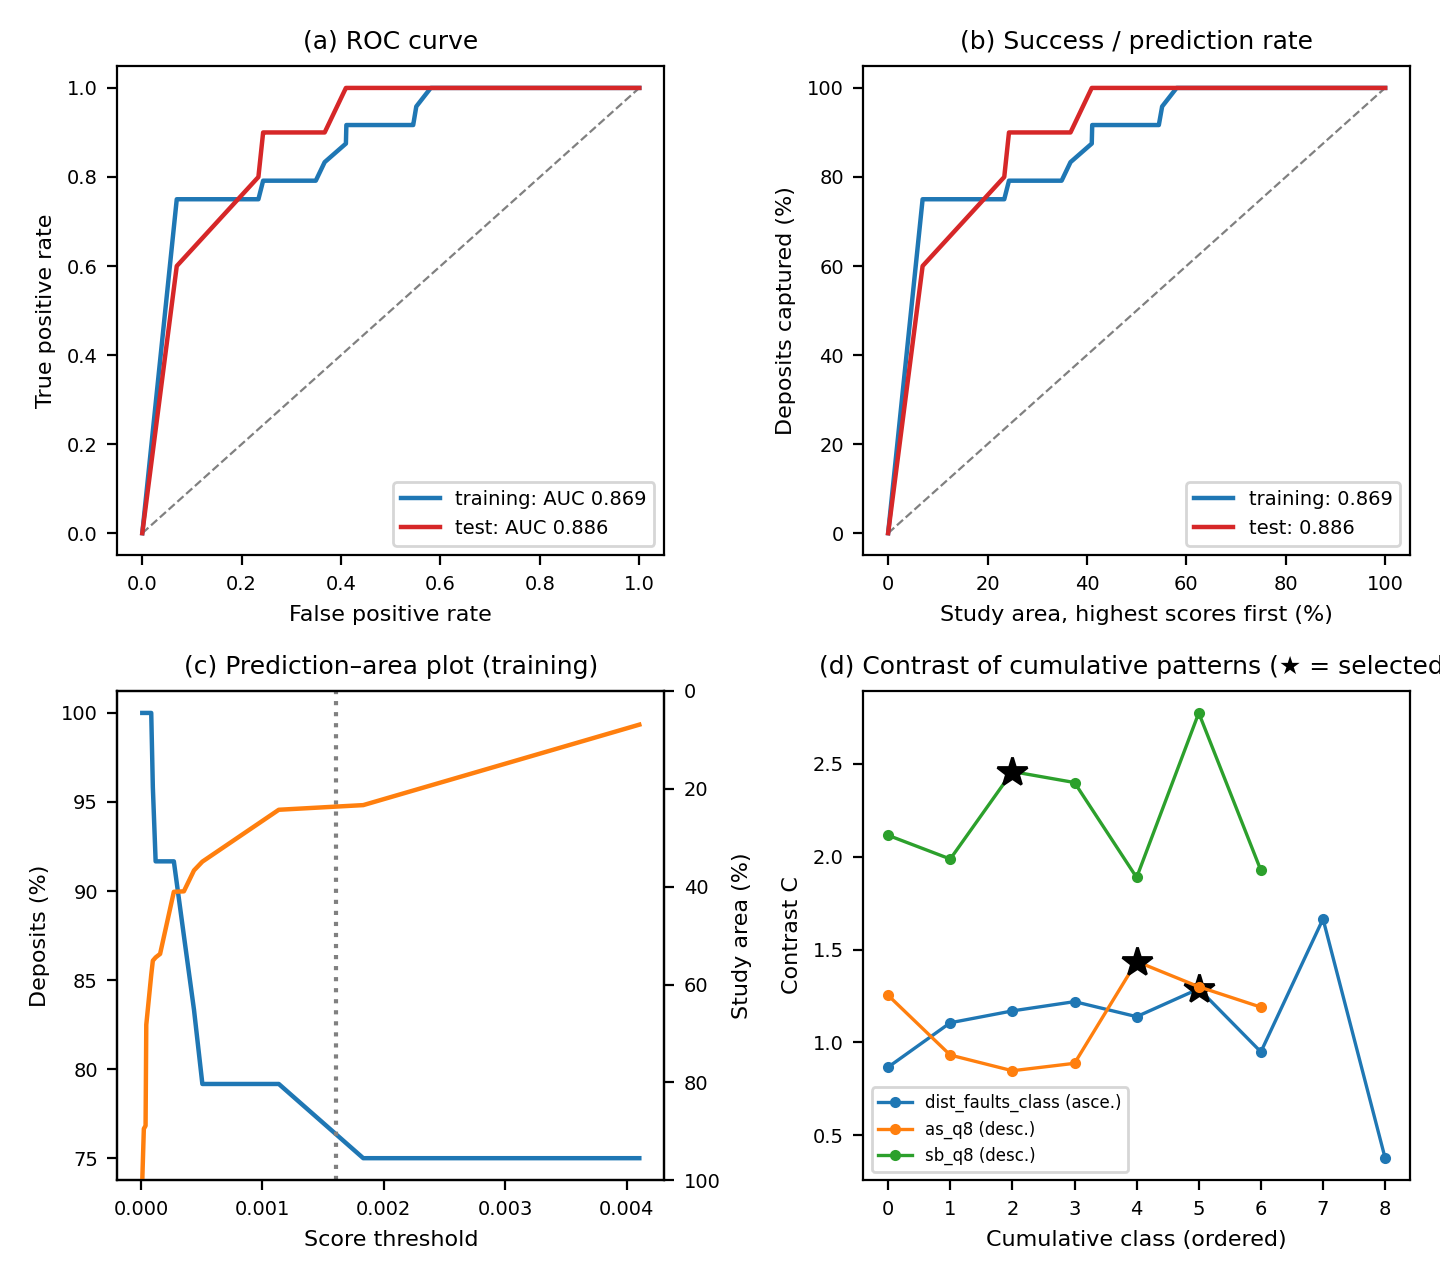 (a) ROC curve
True positive rate
1.0
0.8
0.6
0.4
0.2
0.0
training: AUC 0.869
test: AUC 0.886
0.0 0.2 0.4 0.6 0.8 1.0
False positive rate
(b) Success / prediction rate
Deposits captured (%)
100
80
60
40
20
0
training: 0.869
test: 0.886
0 20 40 60 80 100
Study area, highest scores first (%)
(c) Prediction–area plot (training)
Deposits (%)
100
95
90
85
80
75
0
20
40
60
80
100
Study area (%)
0.000 0.001 0.002 0.003 0.004
Score threshold
(d) Contrast of cumulative patterns (★ = selected
Contrast C
2.5
2.0
1.5
1.0
0.5
dist_faults_class (asce.)
as_q8 (desc.)
sb_q8 (desc.)
0 1 2 3 4 5 6 7 8
Cumulative class (ordered)